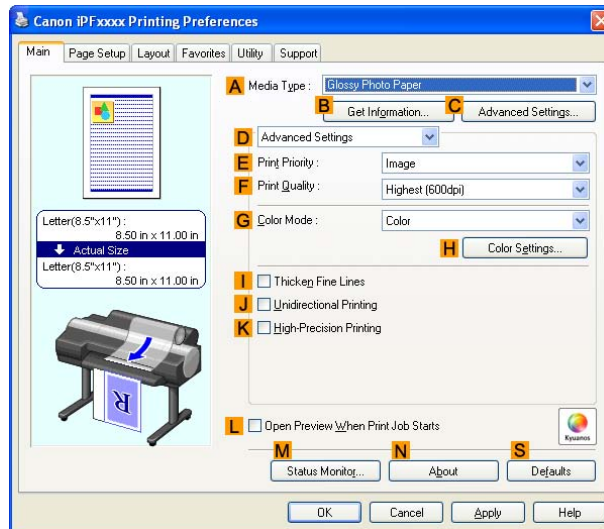 Canon iPFxxxx Printing Preferences
Main Page Setup Layout Favorites Utility Support
A Media Type : Glossy Photo Paper
B C
Get Information... Advanced Settings...
D Advanced Settings
E Print Priority : Image
F Print Quality : Highest (600dpi)
G Color Mode : Color
H Color Settings...
Letter(8.5"x11") :
8.50 in x 11.00 in
Actual Size
Letter(8.5"x11") :
8.50 in x 11.00 in
I Thicken Fine Lines
J Unidirectional Printing
K High-Precision Printing
R
L Open Preview When Print Job Starts
Kyuanos
M N S
Status Monitor... About Defaults
OK Cancel Apply Help